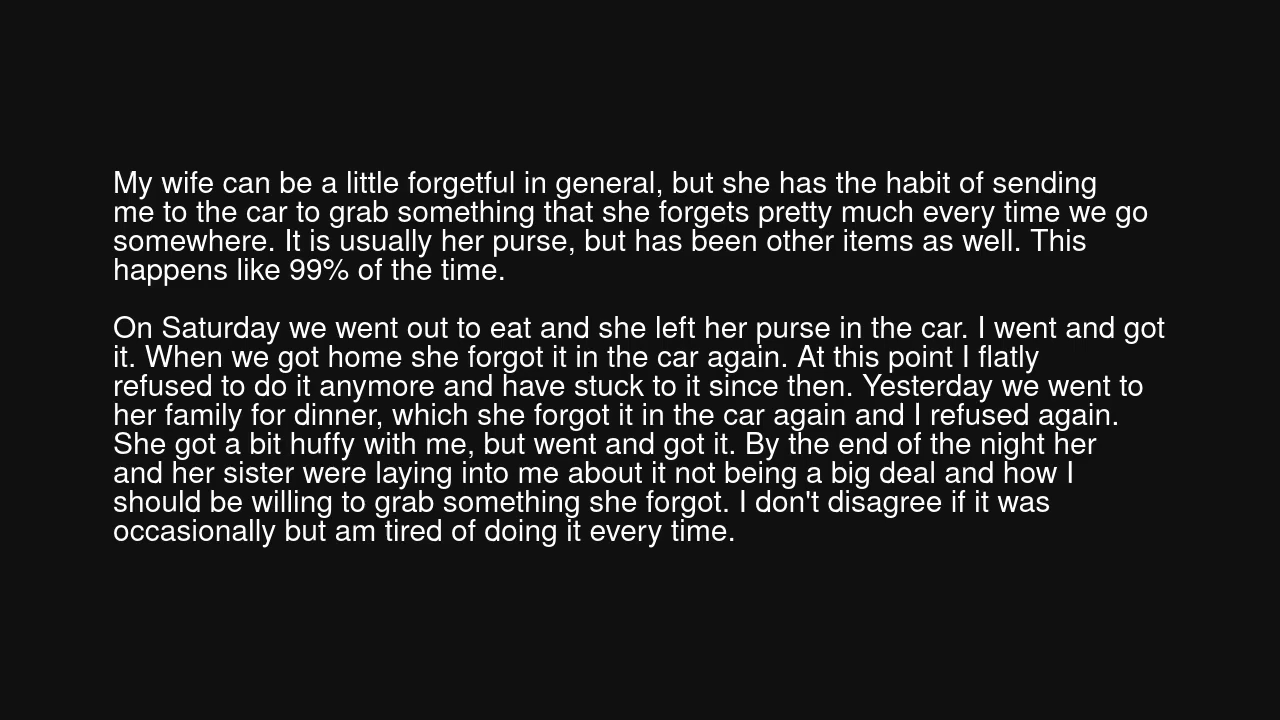 My wife can be a little forgetful in general, but she has the habit of sending
me to the car to grab something that she forgets pretty much every time we go
somewhere. It is usually her purse, but has been other items as well. This
happens like 99% of the time.
On Saturday we went out to eat and she left her purse in the car. I went and got
it. When we got home she forgot it in the car again. At this point I flatly
refused to do it anymore and have stuck to it since then. Yesterday we went to
her family for dinner, which she forgot it in the car again and I refused again.
She got a bit huffy with me, but went and got it. By the end of the night her
and her sister were laying into me about it not being a big deal and how I
should be willing to grab something she forgot. I don't disagree if it was
occasionally but am tired of doing it every time.